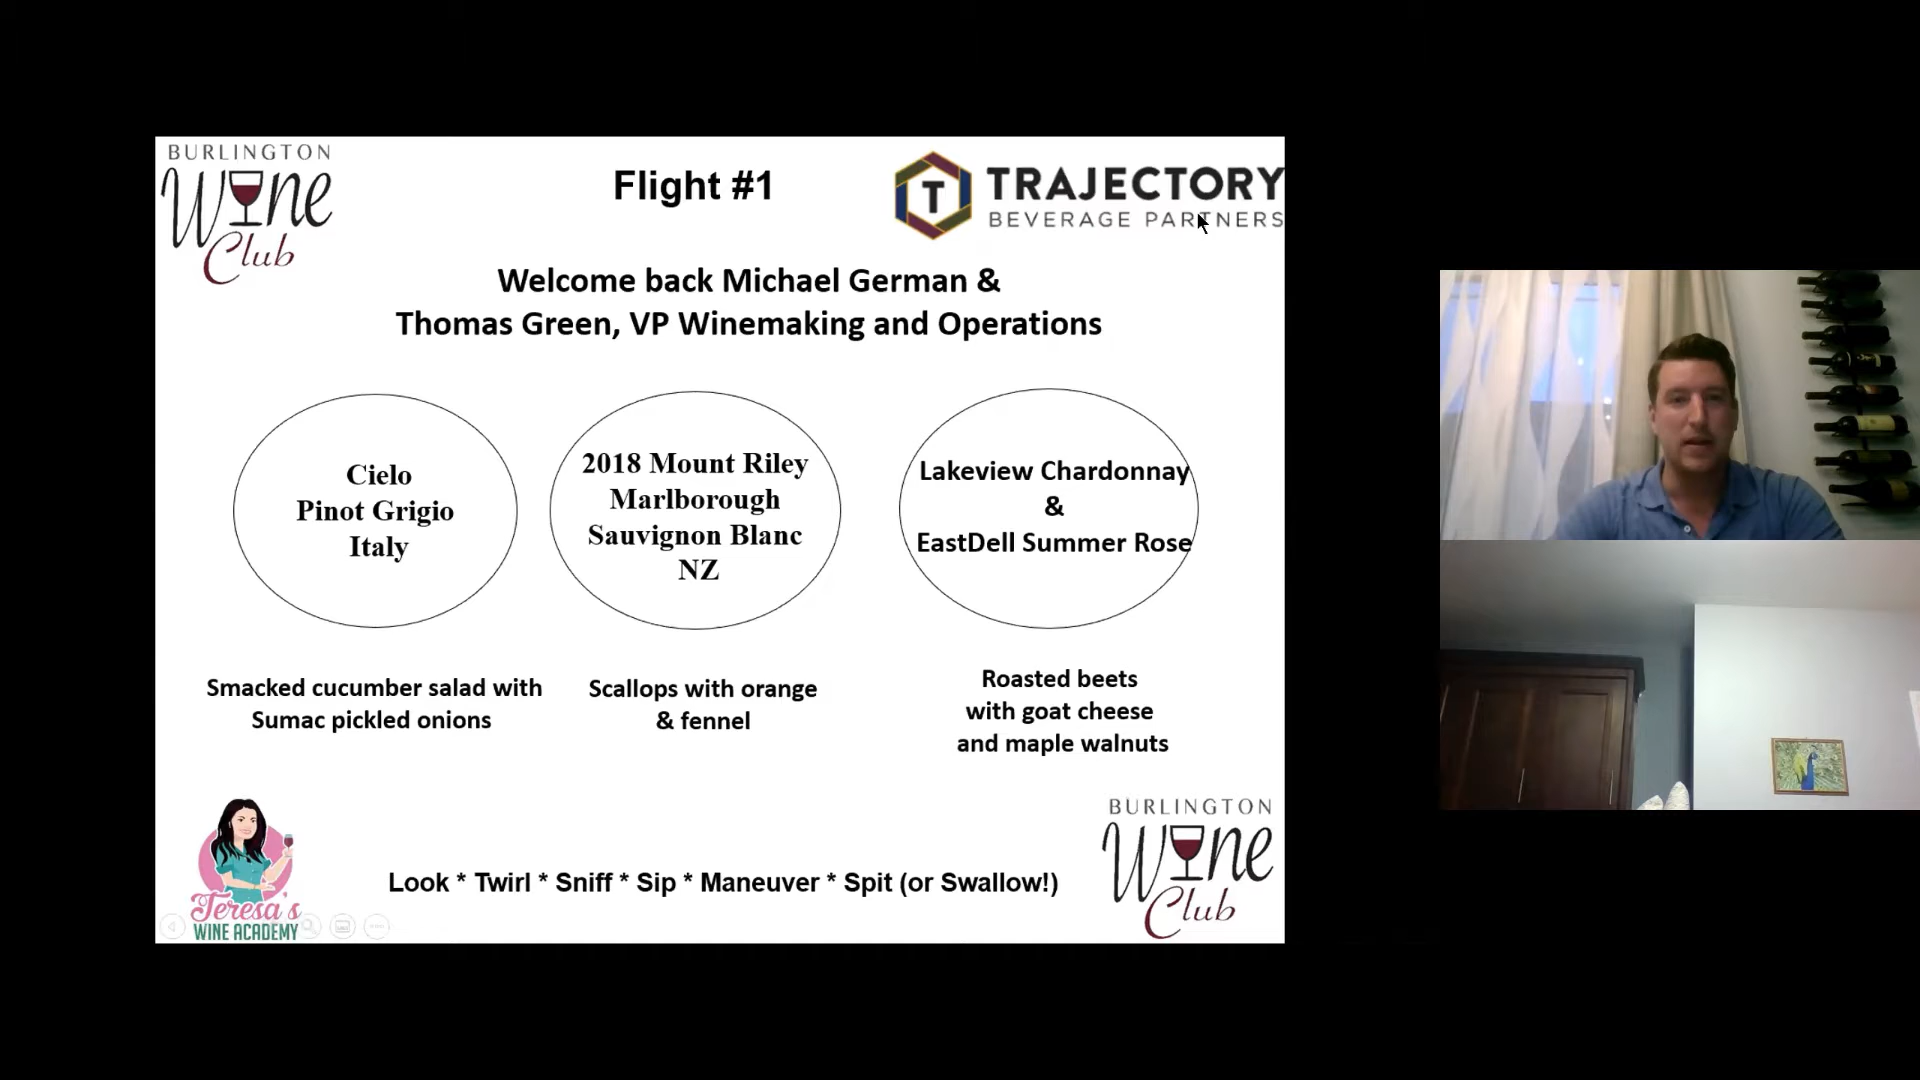 BURLINGTON
Wine
Club
Flight #1
T
TRAJECTORY
BEVERAGE PARTNERS
Welcome back Michael German &
Thomas Green, VP Winemaking and Operations
Cielo
Pinot Grigio
Italy
2018 Mount Riley
Marlborough
Sauvignon Blanc
NZ
Lakeview Chardonnay
&
EastDell Summer Rose
Smacked cucumber salad with
Sumac pickled onions
Scallops with orange
& fennel
Roasted beets
with goat cheese
and maple walnuts
Teresa's
WINE ACADEMY
Look * Twirl * Sniff * Sip * Maneuver * Spit (or Swallow!)
BURLINGTON
Wine
Club